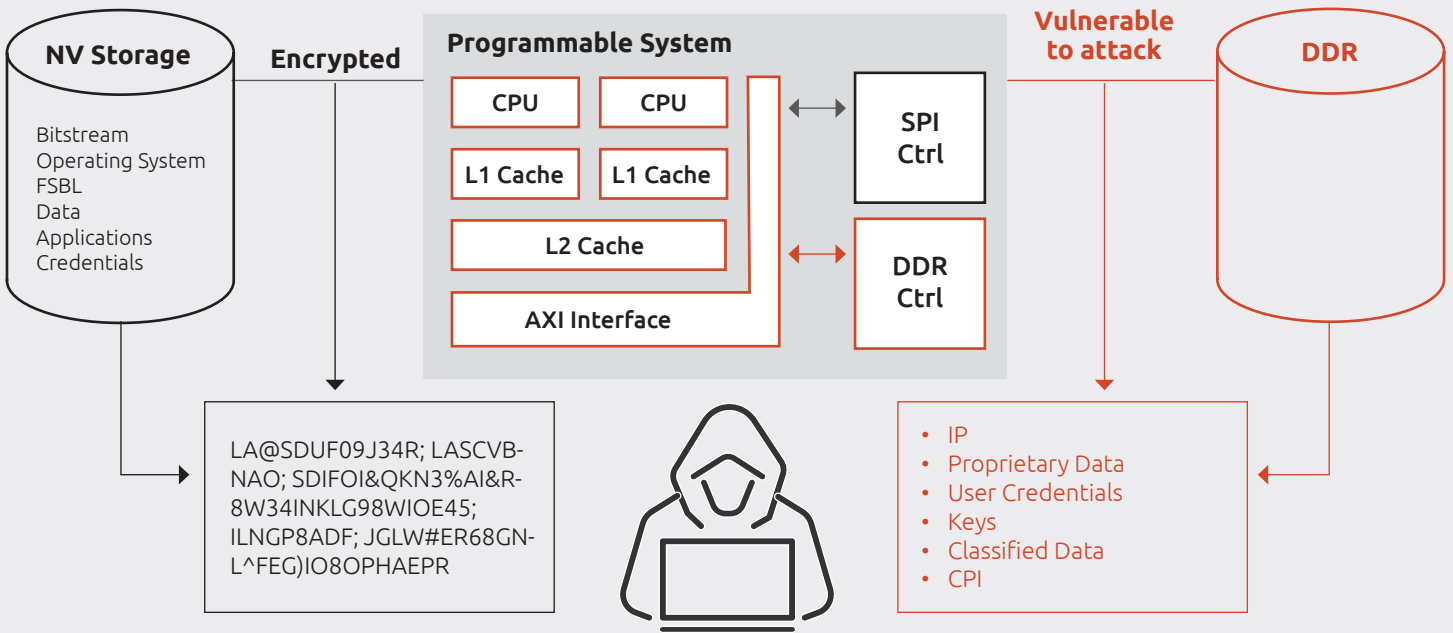 NV Storage
Bitstream
Operating System
FSBL
Data
Applications
Credentials
Encrypted
Programmable System
CPU
CPU
L1 Cache
L1 Cache
L2 Cache
AXI Interface
SPI
Ctrl
DDR
Ctrl
Vulnerable
to attack
DDR
LA@SDUF09J34R; LASCVB-
NAO; SDIFOI&QKN3%AI&R-
8W34INKLG98WIOE45;
ILNGP8ADF; JGLW#ER68GN-
L^FEG)IO8OPHAEPR
• IP
• Proprietary Data
• User Credentials
• Keys
• Classified Data
• CPI